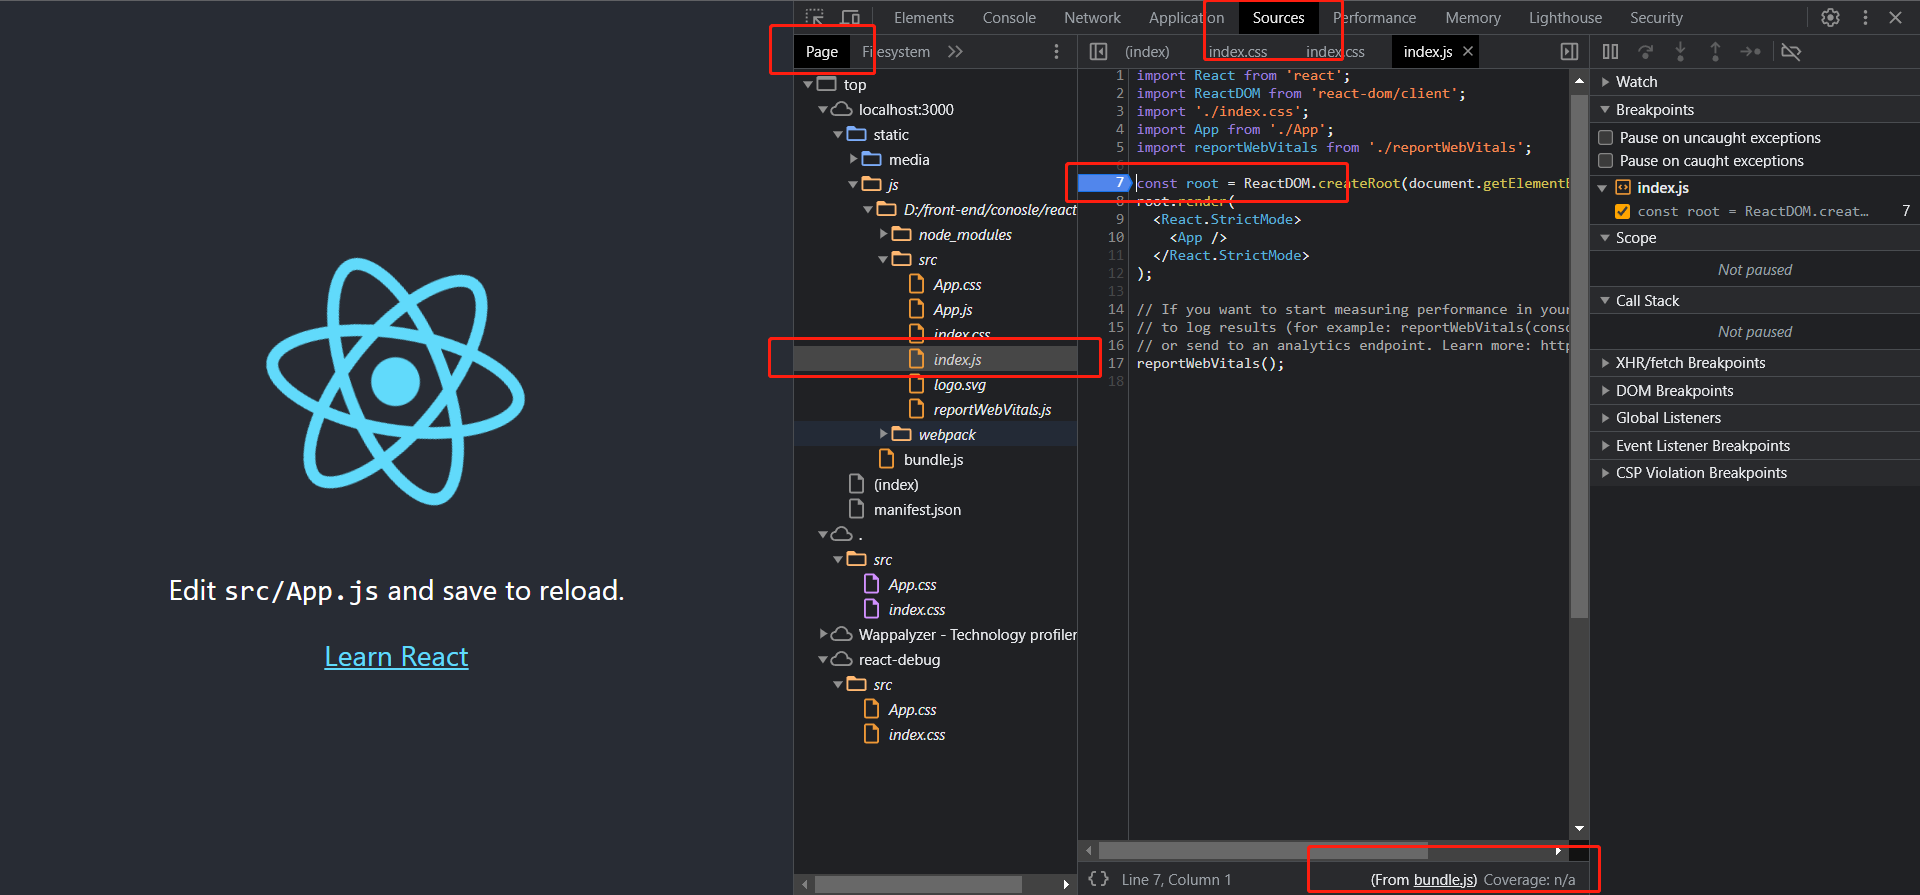 Elements Console Network Application Sources Performance Memory Lighthouse Security
Page Filesystem
(index) index.css index.css index.js
top
localhost:3000
static
media
js
D:/front-end/conosle/react
node_modules
src
App.css
App.js
index.css
index.js
logo.svg
reportWebVitals.js
webpack
bundle.js
(index)
manifest.json
.
src
App.css
index.css
Wappalyzer - Technology profiler
react-debug
src
App.css
index.css
1 import React from 'react';
2 import ReactDOM from 'react-dom/client';
3 import './index.css';
4 import App from './App';
5 import reportWebVitals from './reportWebVitals';
6
7 const root = ReactDOM.createRoot(document.getElementB
8 root.render(
9 <React.StrictMode>
10 <App />
11 </React.StrictMode>
12 );
13
14 // If you want to start measuring performance in your
15 // to log results (for example: reportWebVitals(conso
16 // or send to an analytics endpoint. Learn more: http
17 reportWebVitals();
18
{} Line 7, Column 1 (From bundle.js) Coverage: n/a
Watch
Breakpoints
Pause on uncaught exceptions
Pause on caught exceptions
index.js
const root = ReactDOM.creat… 7
Scope
Not paused
Call Stack
Not paused
XHR/fetch Breakpoints
DOM Breakpoints
Global Listeners
Event Listener Breakpoints
CSP Violation Breakpoints
Edit src/App.js and save to reload.
Learn React